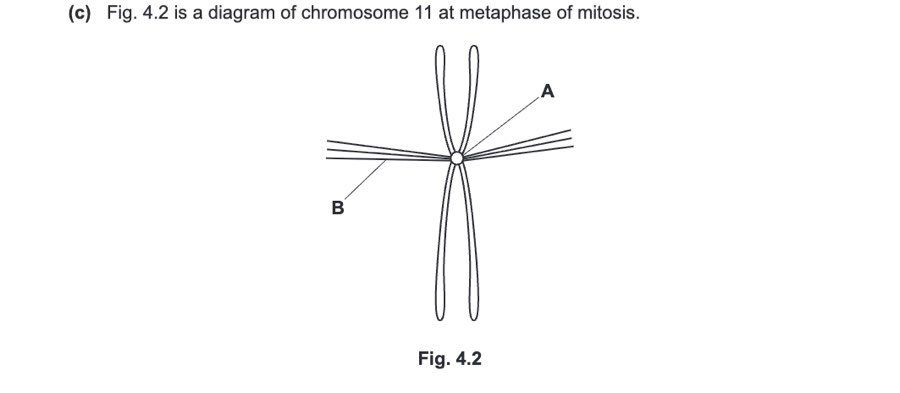 (c) Fig. 4.2 is a diagram of chromosome 11 at metaphase of mitosis.
A
B
Fig. 4.2